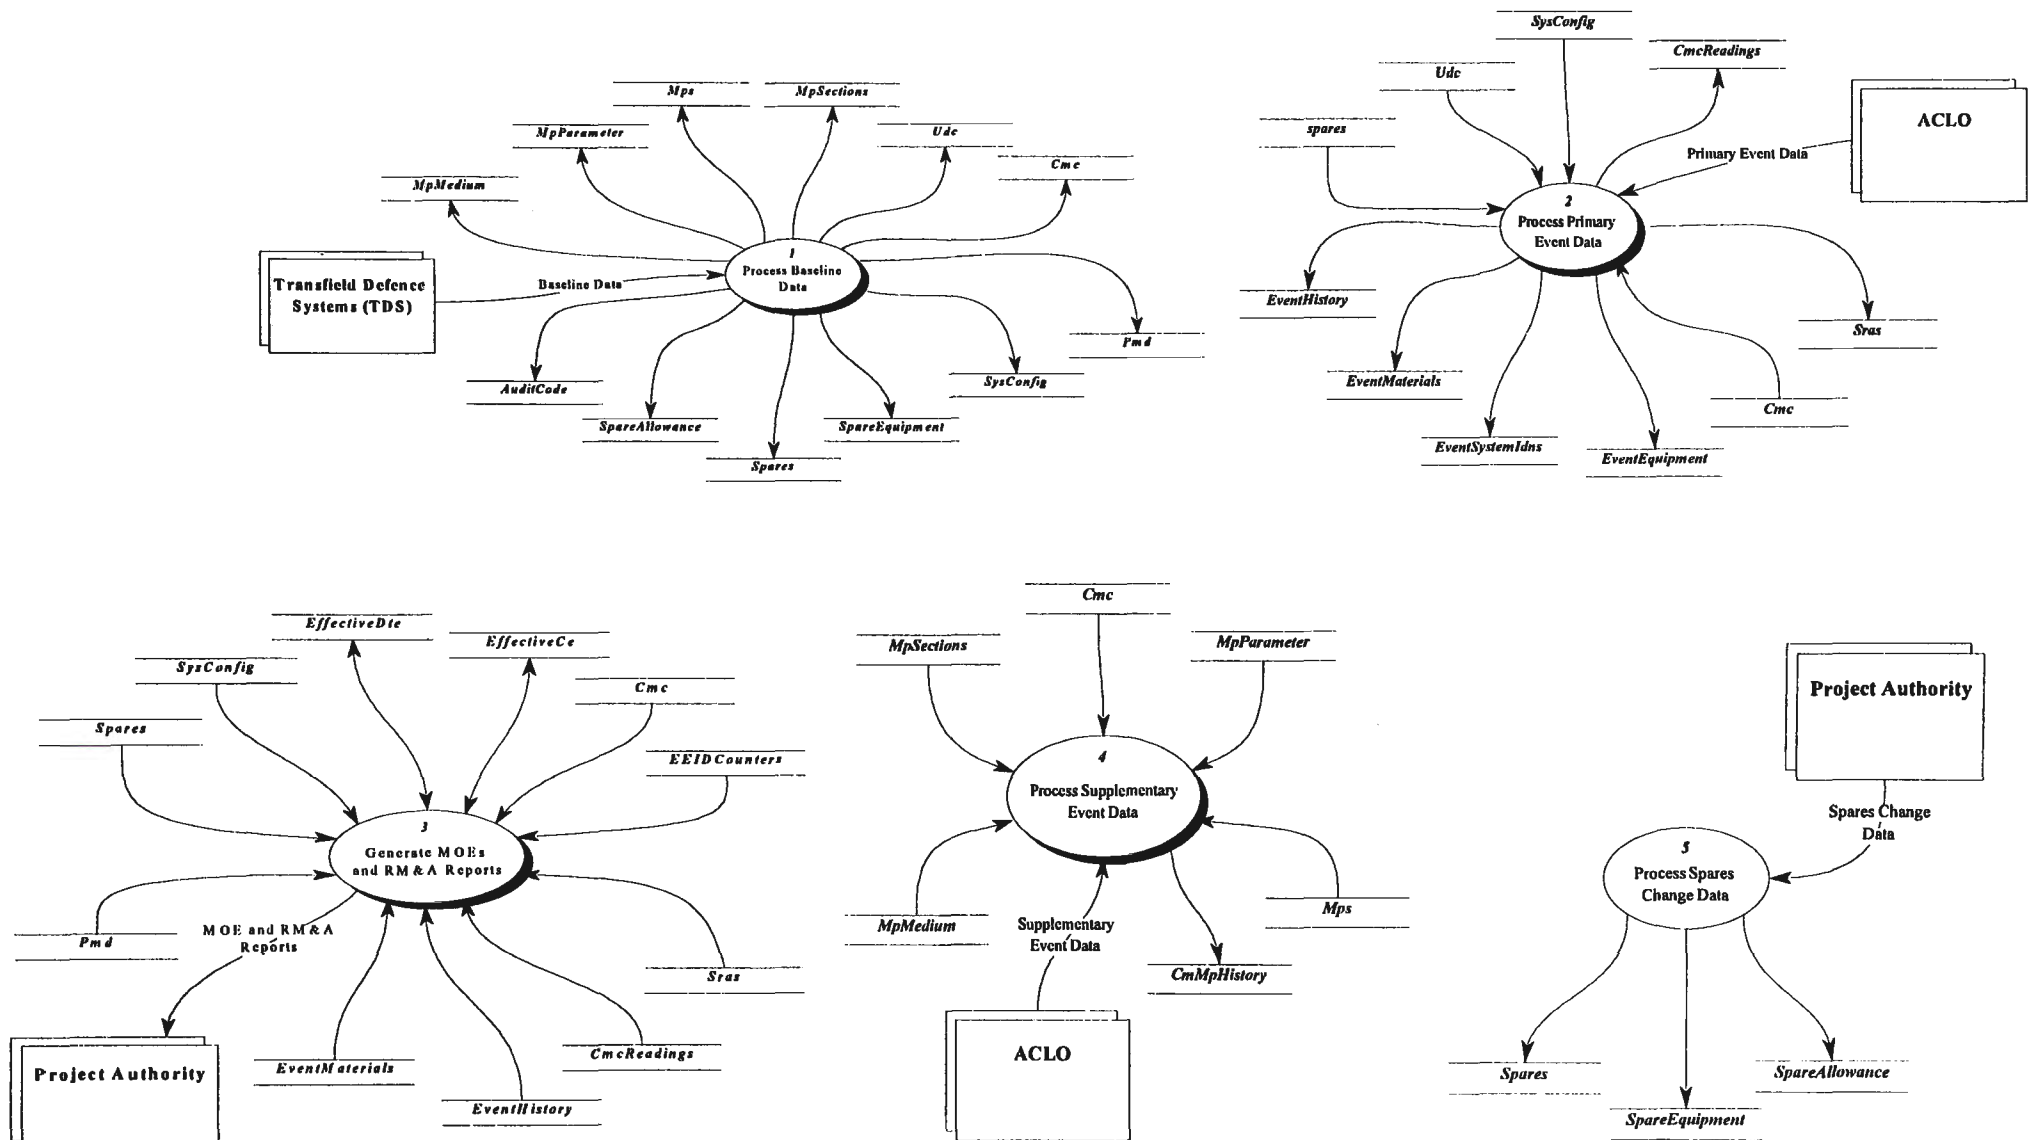 Mps
MpSections
MpParameter
Udc
Cmc
MpMedium
Transfield Defence
Systems (TDS)
Baseline Data
1
Process Baseline
Data
Pmd
SysConfig
AuditCode
SpareAllowance
SpareEquipment
Spares
SysConfig
CmcReadings
Udc
spares
ACLO
Primary Event Data
2
Process Primary
Event Data
EventHistory
Sras
EventMaterials
Cmc
EventSystemIdns
EventEquipment
EffectiveDte
EffectiveCe
SysConfig
Cmc
Spares
EEIDCounters
3
Generate MOEs
and RM&A Reports
Pmd
MOE and RM&A
Reports
Sras
CmcReadings
EventMaterials
EventHistory
Project Authority
Cmc
MpSections
MpParameter
4
Process Supplementary
Event Data
MpMedium
Supplementary
Event Data
Mps
CmMpHistory
ACLO
Project Authority
Spares Change
Data
5
Process Spares
Change Data
Spares
SpareAllowance
SpareEquipment